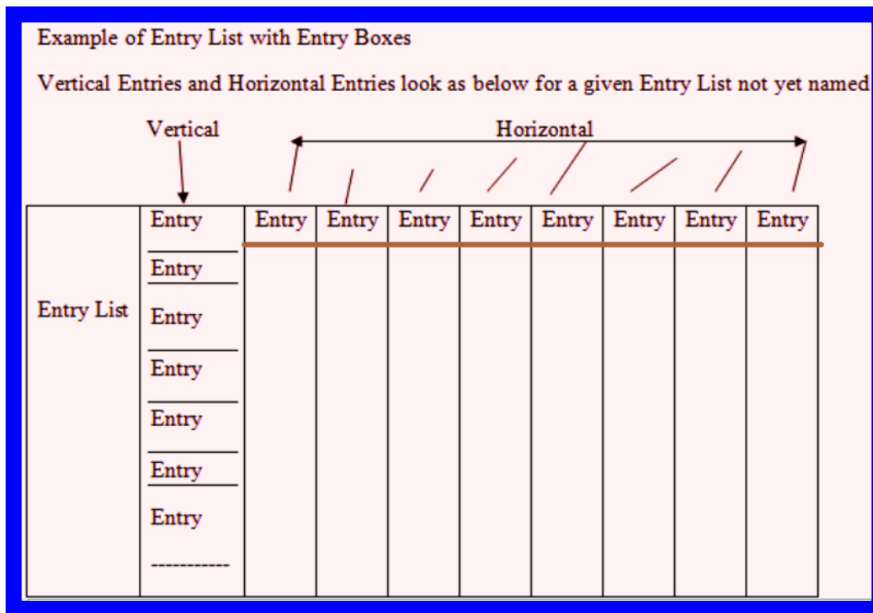 Example of Entry List with Entry Boxes
Vertical Entries and Horizontal Entries look as below for a given Entry List not yet named
Vertical Horizontal
Entry Entry Entry Entry Entry Entry Entry Entry Entry
Entry
Entry List Entry
Entry
Entry
Entry
Entry
-----------